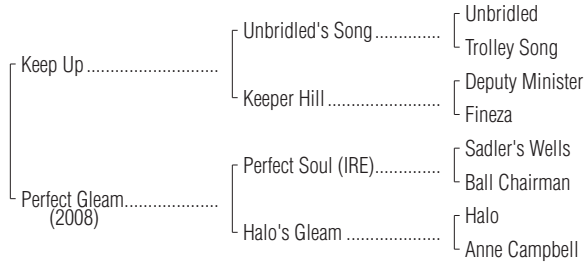 Unbridled
Unbridled's Song..............
Trolley Song
Keep Up............................
Deputy Minister
Keeper Hill ........................
Fineza
Sadler's Wells
Perfect Soul (IRE)..............
Ball Chairman
Perfect Gleam....................
(2008)
Halo
Halo's Gleam ....................
Anne Campbell